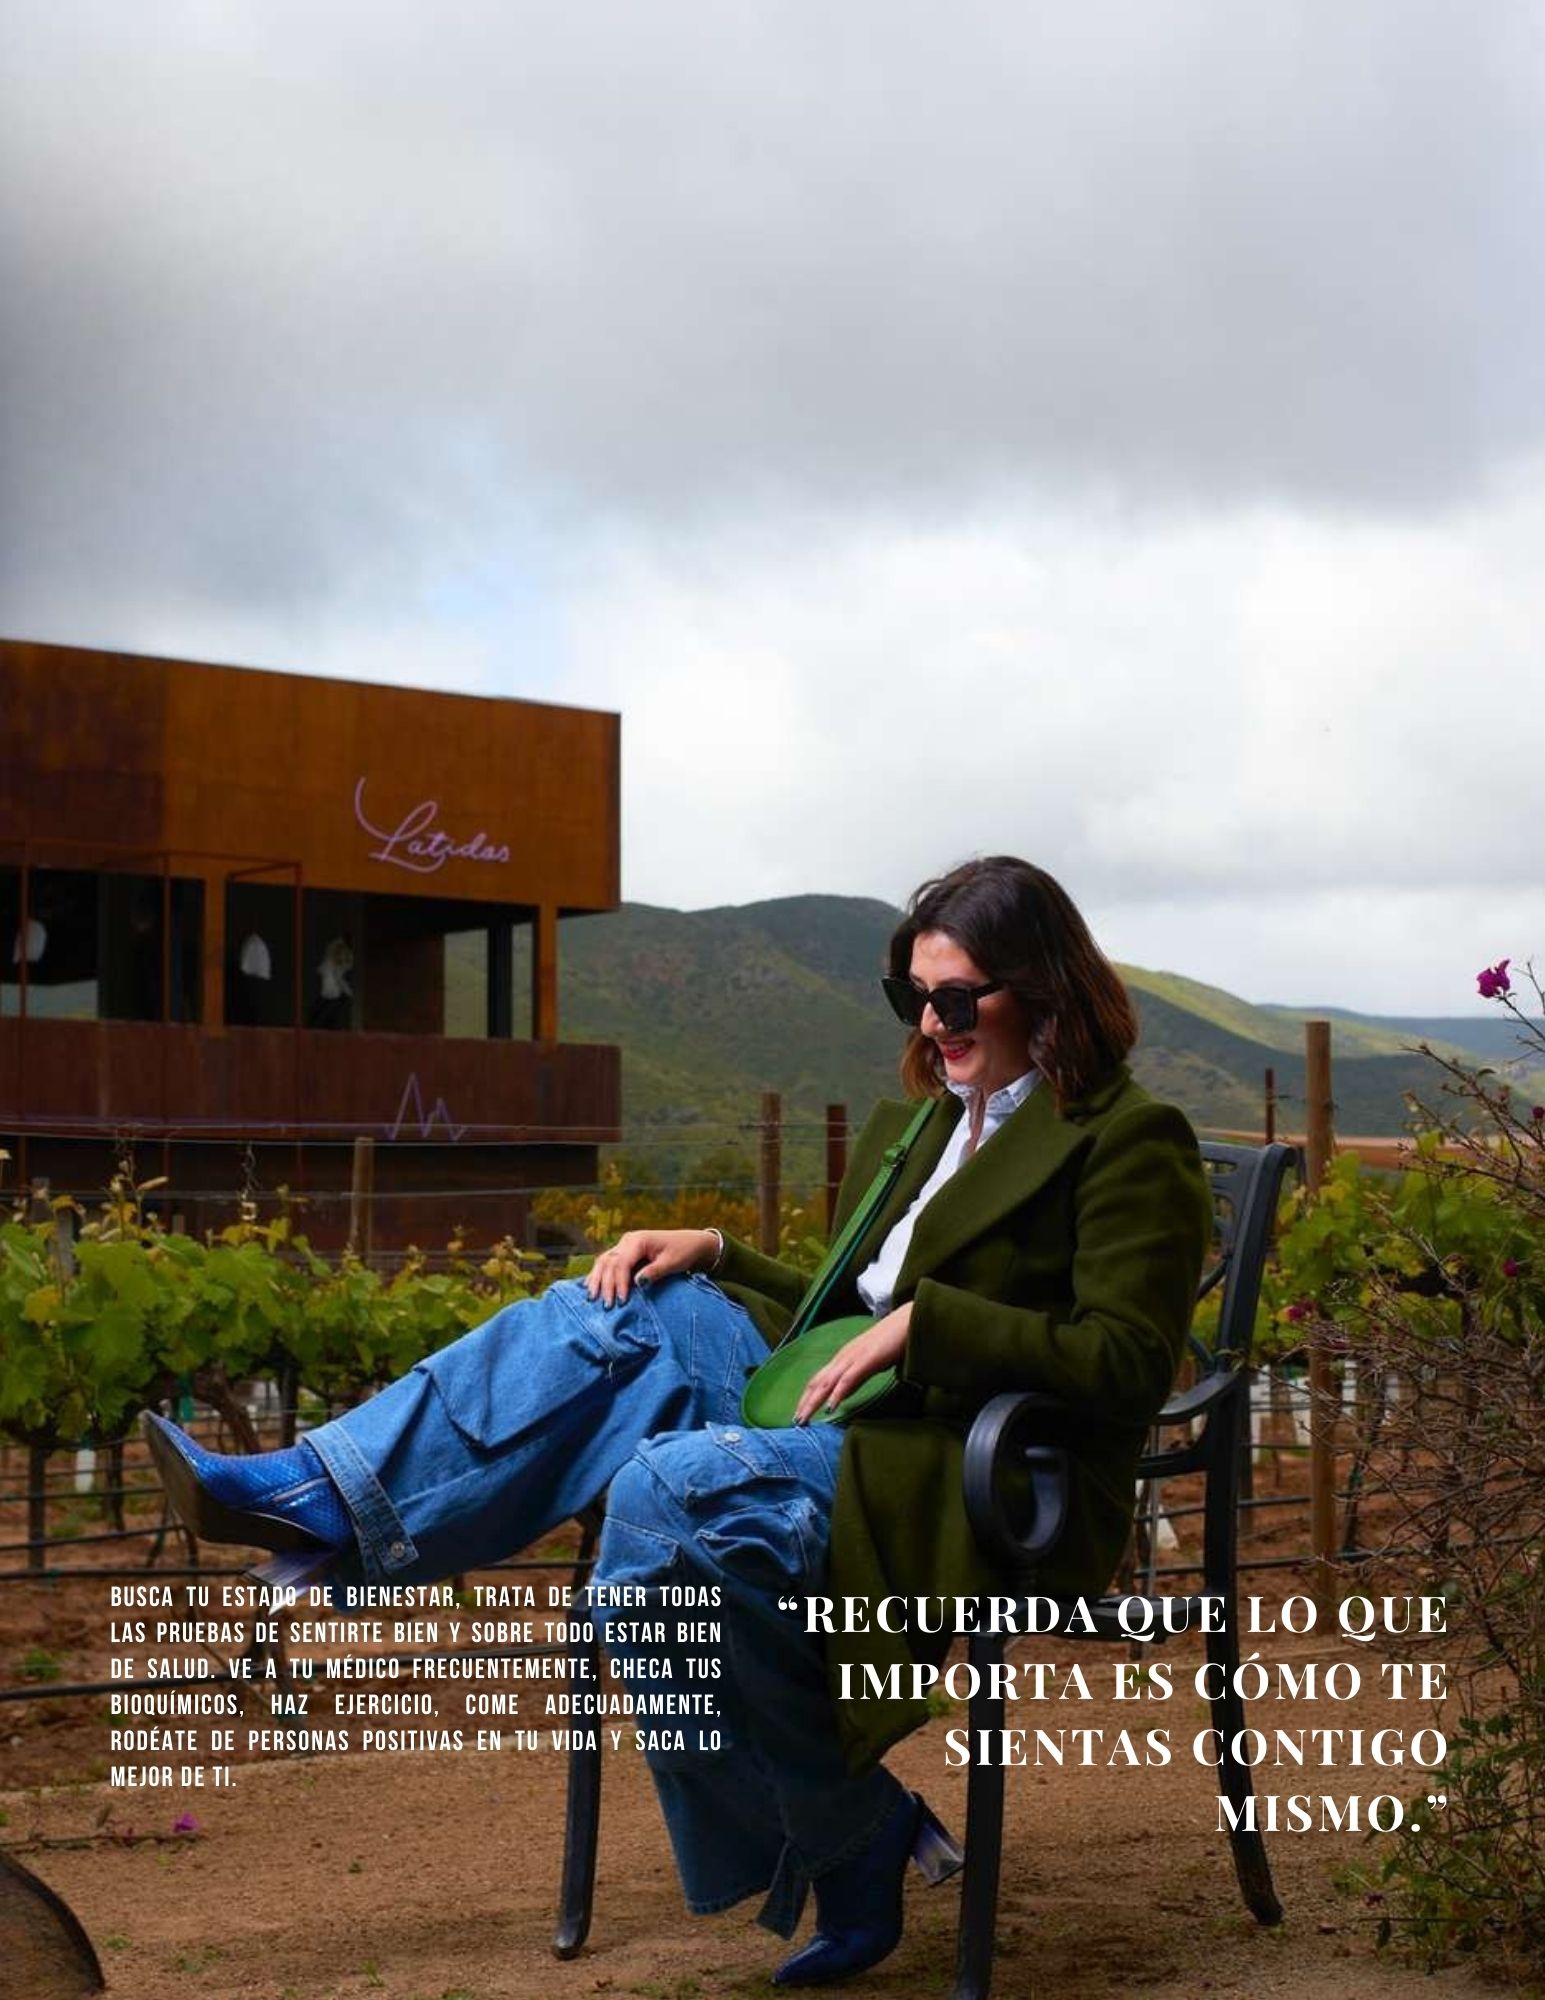 Latidos
BUSCA TU ESTADO DE BIENESTAR, TRATA DE TENER TODAS
LAS PRUEBAS DE SENTIRTE BIEN Y SOBRE TODO ESTAR BIEN
DE SALUD. VE A TU MÉDICO FRECUENTEMENTE, CHECA TUS
BIOQUÍMICOS, HAZ EJERCICIO, COME ADECUADAMENTE,
RODÉATE DE PERSONAS POSITIVAS EN TU VIDA Y SACA LO
MEJOR DE TI.
“RECUERDA QUE LO QUE
IMPORTA ES CÓMO TE
SIENTAS CONTIGO
MISMO.”